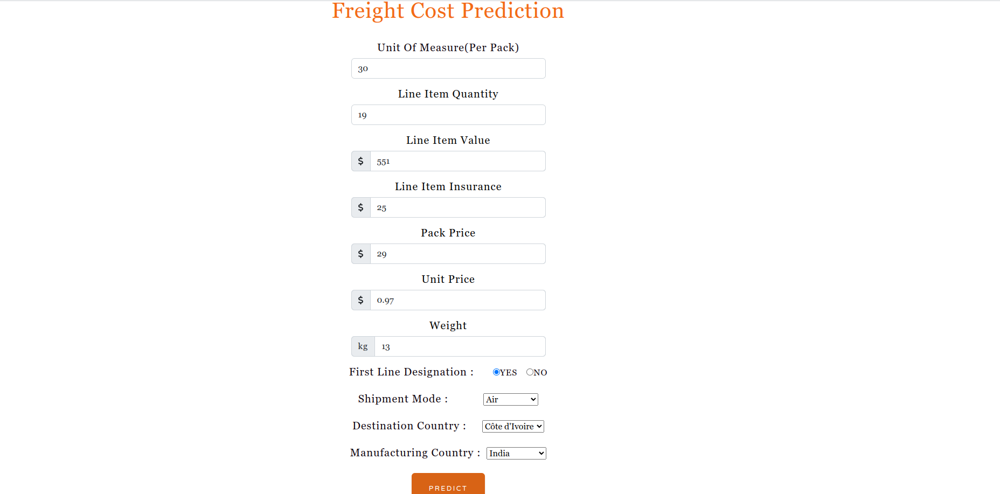 Freight Cost Prediction
Unit Of Measure(Per Pack)
30
Line Item Quantity
19
Line Item Value
$ 551
Line Item Insurance
$ 25
Pack Price
$ 29
Unit Price
$ 0.97
Weight
kg 13
First Line Designation : YES NO
Shipment Mode : Air
Destination Country : Côte d'Ivoire
Manufacturing Country : India
PREDICT